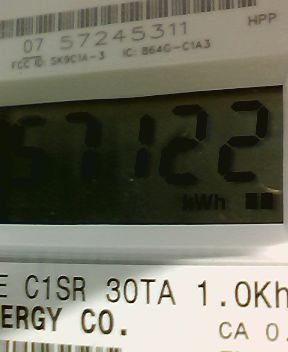 HPP
07 57245311
FCC ID: SK9C1A-3 IC: 864G-C1A3
57122
kWh
E C1SR 30TA 1.0Kh
ERGY CO.
CA 0.